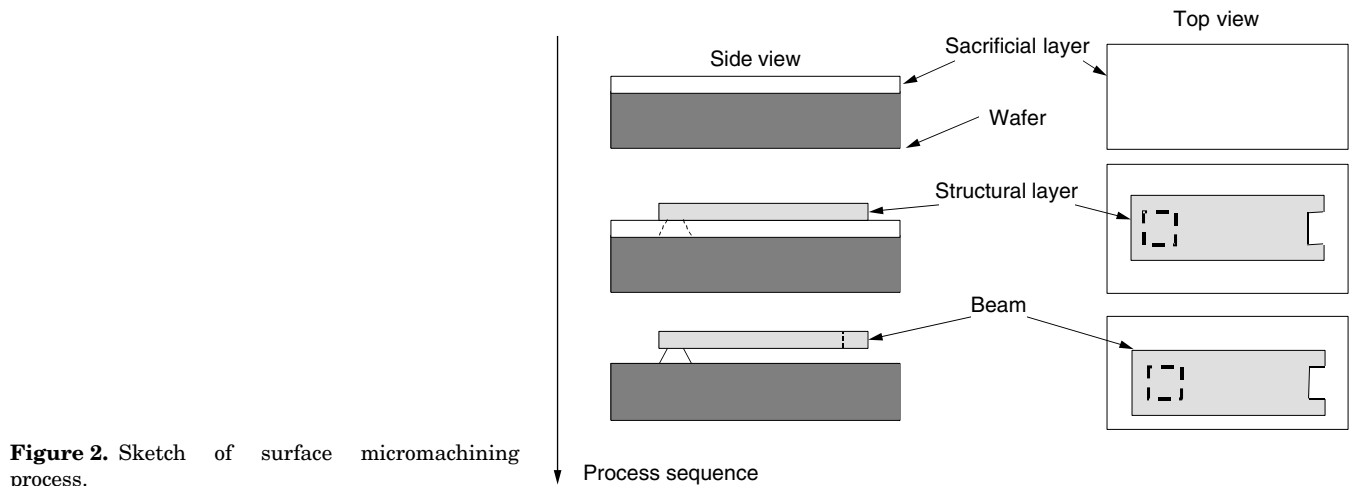 Top view
Sacrificial layer
Side view
Wafer
Structural layer
Beam
Figure 2. Sketch of surface micromachining
process.
Process sequence